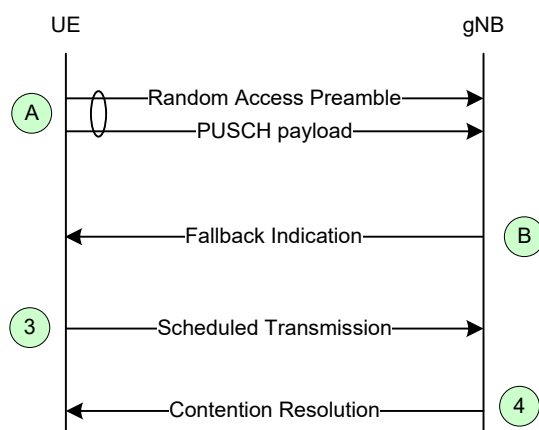 UE
gNB
A
Random Access Preamble
PUSCH payload
Fallback Indication
B
3
Scheduled Transmission
Contention Resolution
4